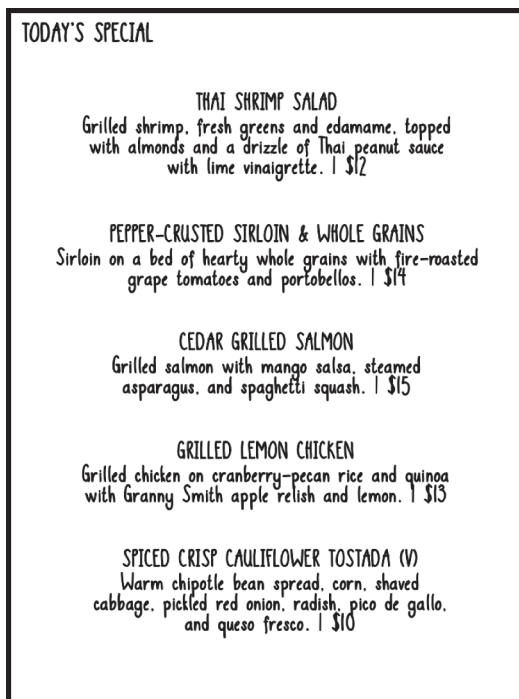 TODAY'S SPECIAL
THAI SHRIMP SALAD
Grilled shrimp, fresh greens and edamame, topped
with almonds and a drizzle of Thai peanut sauce
with lime vinaigrette. | $12
PEPPER-CRUSTED SIRLOIN & WHOLE GRAINS
Sirloin on a bed of hearty whole grains with fire-roasted
grape tomatoes and portobellos. | $14
CEDAR GRILLED SALMON
Grilled salmon with mango salsa, steamed
asparagus, and spaghetti squash. | $15
GRILLED LEMON CHICKEN
Grilled chicken on cranberry-pecan rice and quinoa
with Granny Smith apple relish and lemon. | $13
SPICED CRISP CAULIFLOWER TOSTADA (V)
Warm chipotle bean spread, corn, shaved
cabbage, pickled red onion, radish, pico de gallo,
and queso fresco. | $10